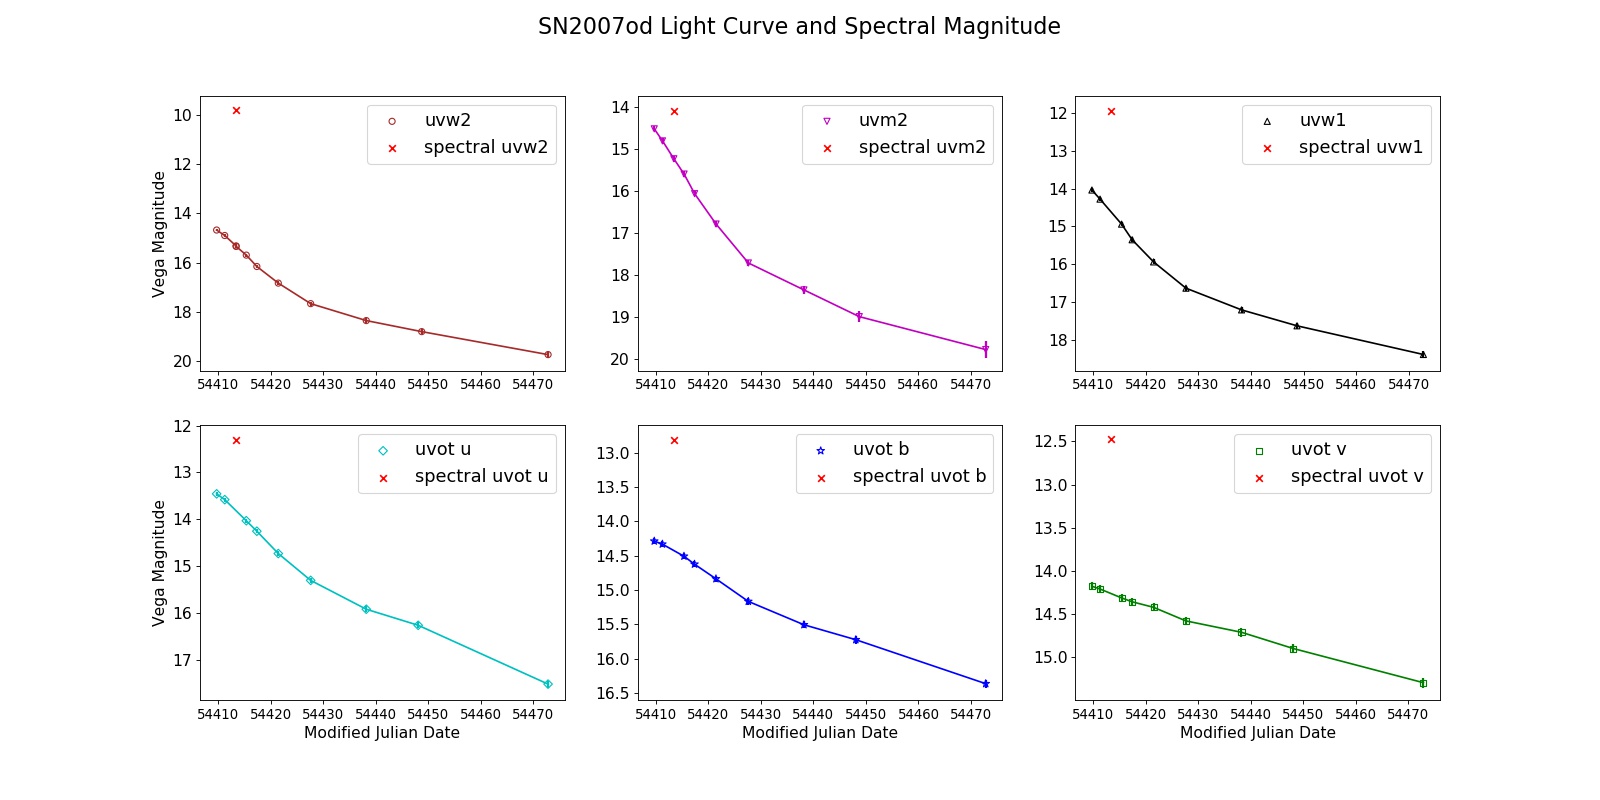 SN2007od Light Curve and Spectral Magnitude
Vega Magnitude
10
12
14
16
18
20
uvw2
spectral uvw2
54410 54420 54430 54440 54450 54460 54470
14
15
16
17
18
19
20
uvm2
spectral uvm2
54410 54420 54430 54440 54450 54460 54470
12
13
14
15
16
17
18
uvw1
spectral uvw1
54410 54420 54430 54440 54450 54460 54470
Vega Magnitude
12
13
14
15
16
17
uvot u
spectral uvot u
54410 54420 54430 54440 54450 54460 54470
Modified Julian Date
13.0
13.5
14.0
14.5
15.0
15.5
16.0
16.5
uvot b
spectral uvot b
54410 54420 54430 54440 54450 54460 54470
Modified Julian Date
12.5
13.0
13.5
14.0
14.5
15.0
uvot v
spectral uvot v
54410 54420 54430 54440 54450 54460 54470
Modified Julian Date